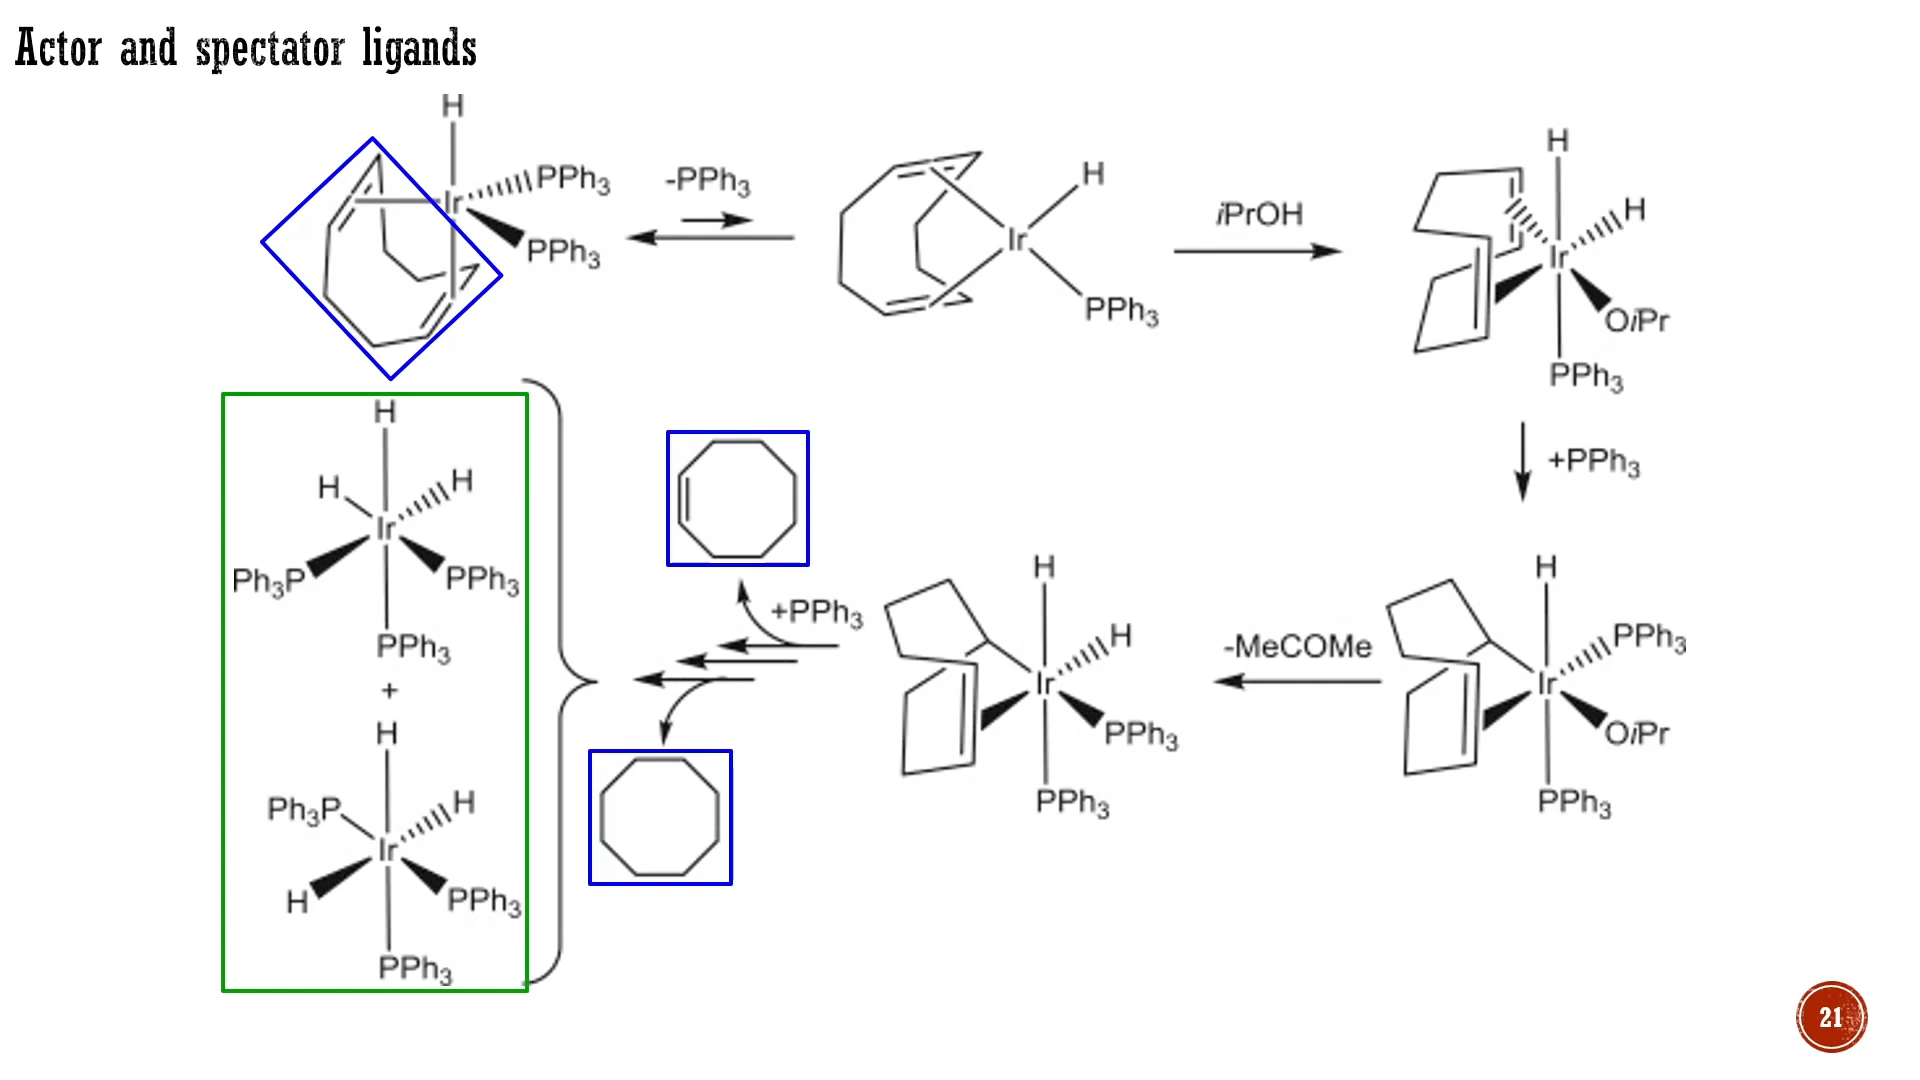 Actor and spectator ligands
H
Ir
PPh3
PPh3
-PPh3
H
Ir
PPh3
iPrOH
H
H
Ir
OiPr
PPh3
+PPh3
H
PPh3
Ir
OiPr
PPh3
-MeCOMe
H
H
Ir
PPh3
PPh3
+PPh3
H
H
H
Ir
Ph3P
PPh3
PPh3
+
H
Ph3P
H
Ir
H
PPh3
PPh3
21